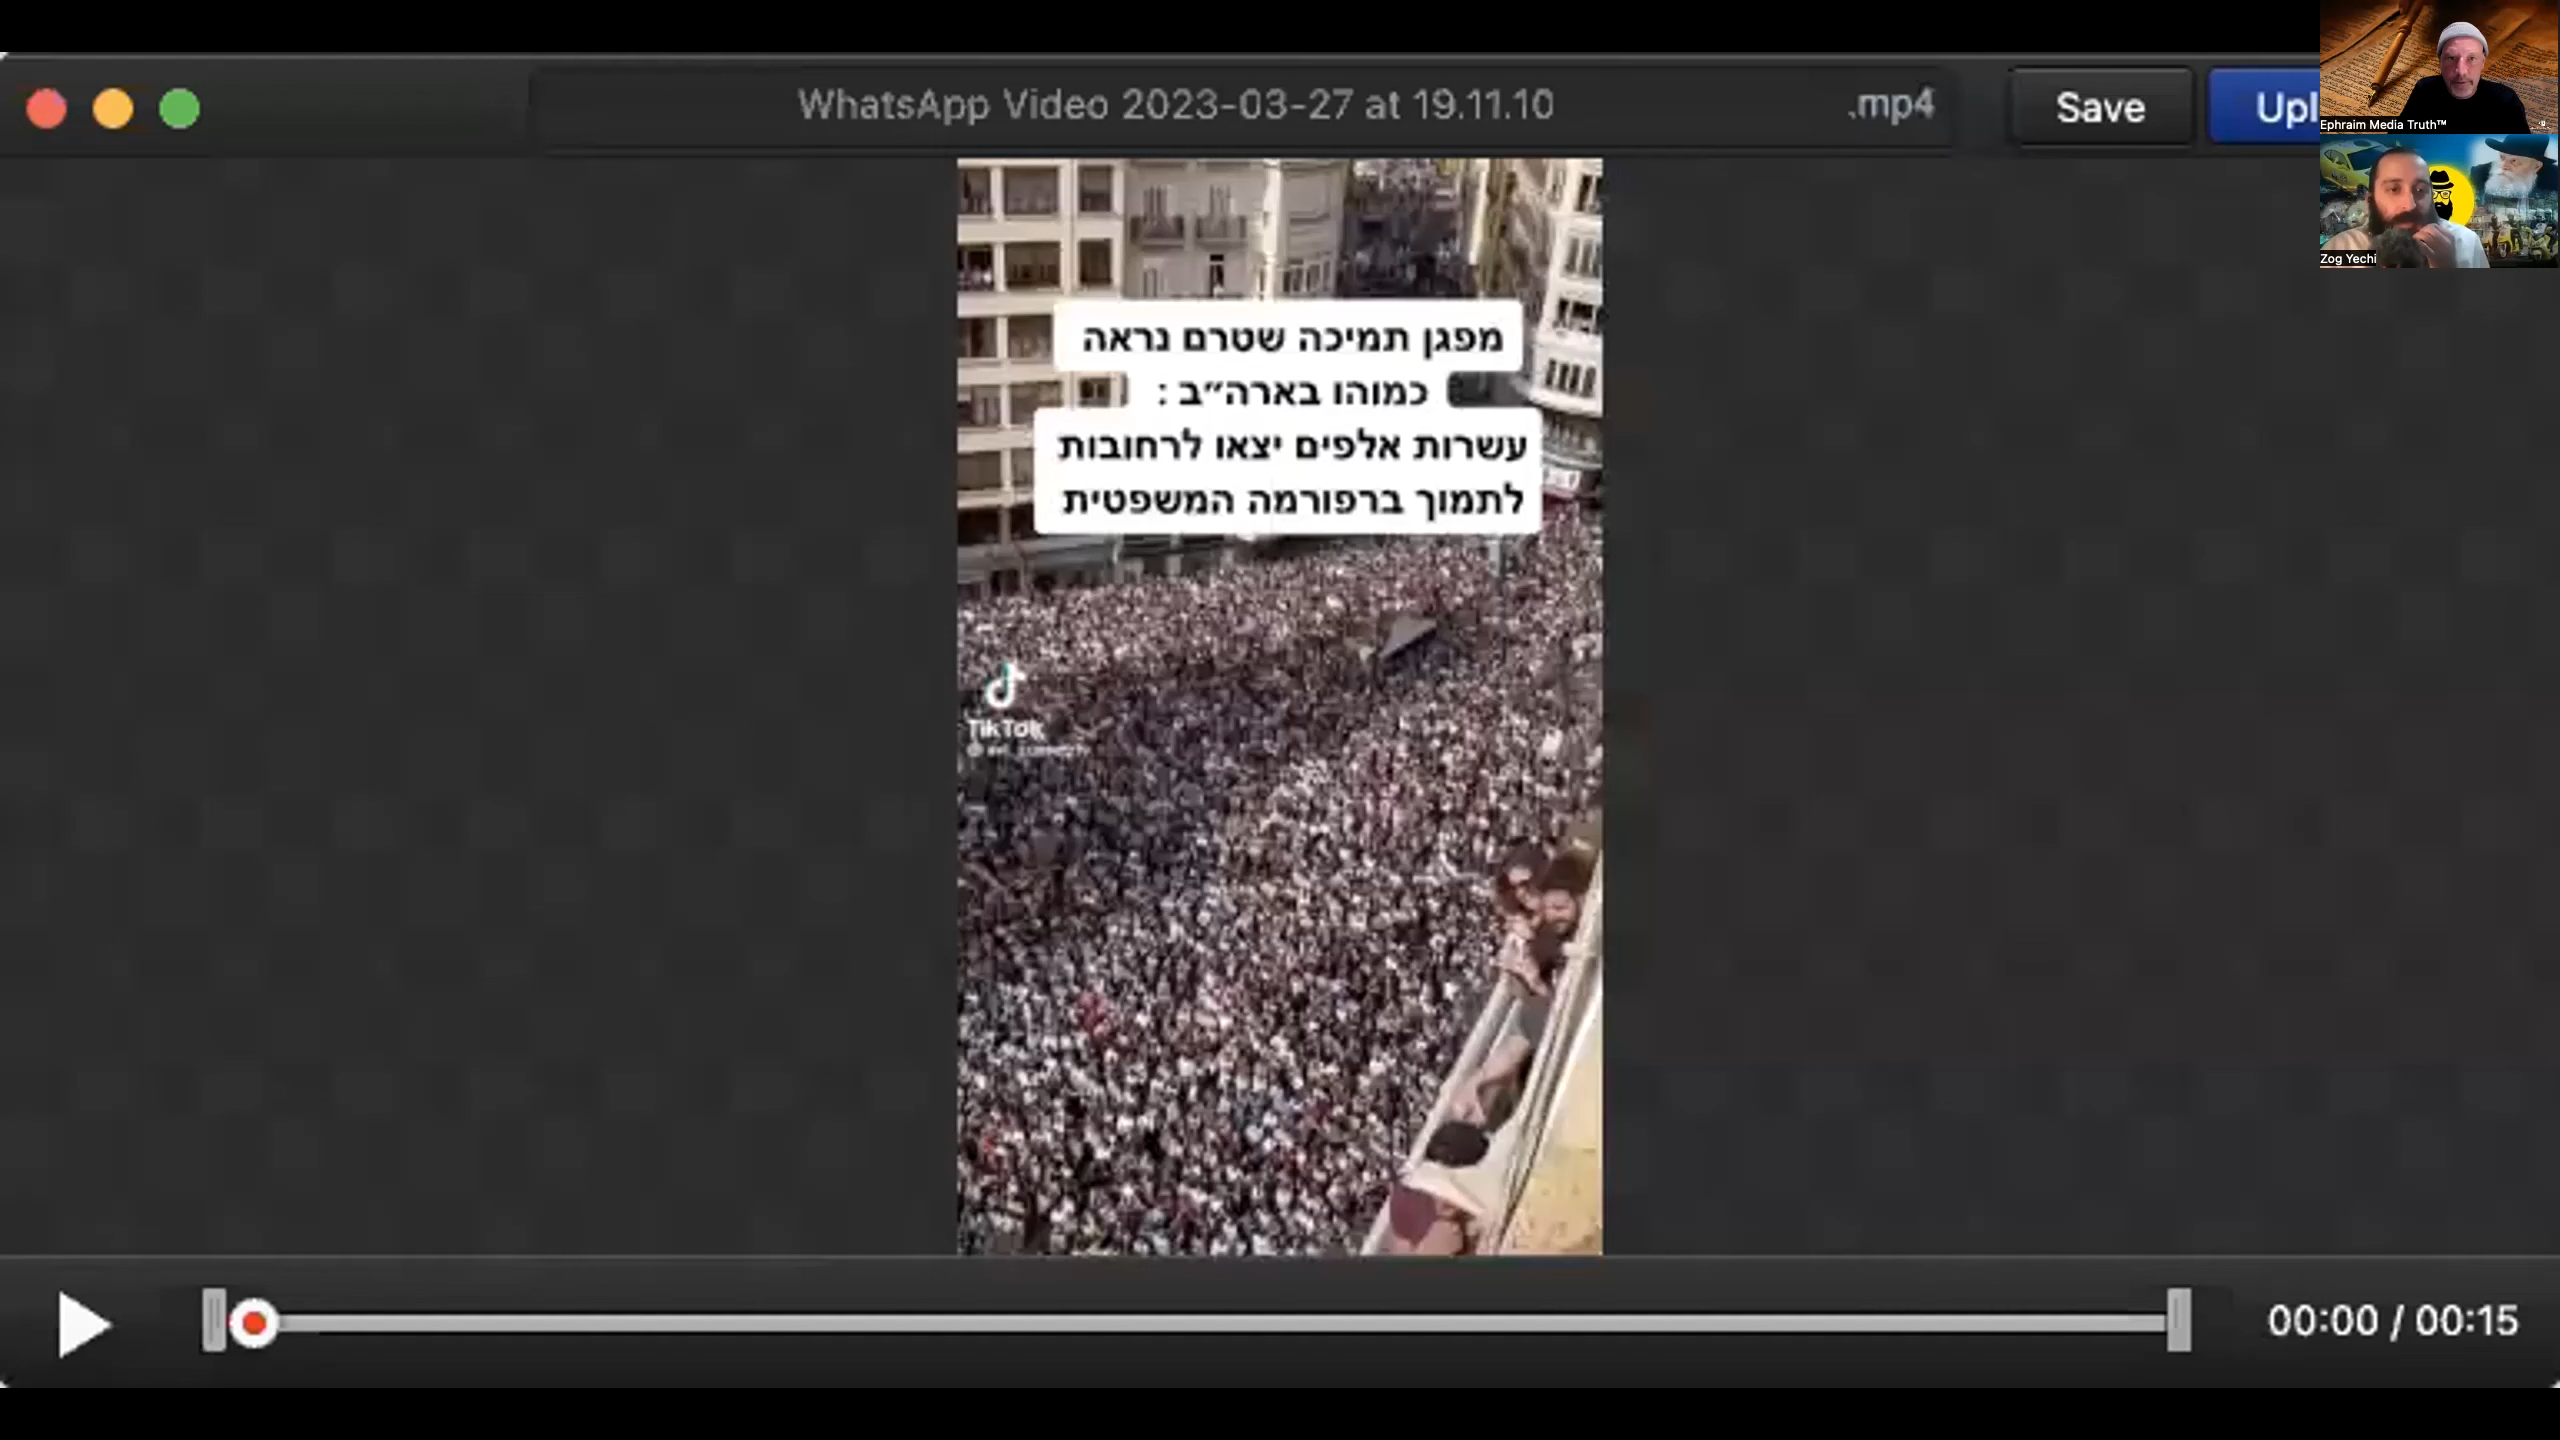 WhatsApp Video 2023-03-27 at 19.11.10 .mp4
Save
Upl
Ephraim Media Truth™
Zog Yechi
מפגן תמיכה שטרם נראה
כמוהו בארה״ב :
עשרות אלפים יצאו לרחובות
לתמוך ברפורמה המשפטית
TikTok
00:00 / 00:15